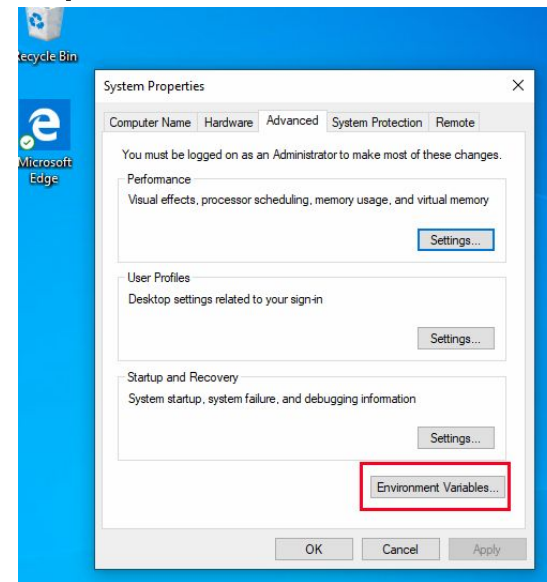 Recycle Bin
Microsoft
Edge
System Properties
Computer Name Hardware Advanced System Protection Remote
You must be logged on as an Administrator to make most of these changes.
Performance
Visual effects, processor scheduling, memory usage, and virtual memory
Settings...
User Profiles
Desktop settings related to your sign-in
Settings...
Startup and Recovery
System startup, system failure, and debugging information
Settings...
Environment Variables...
OK Cancel Apply